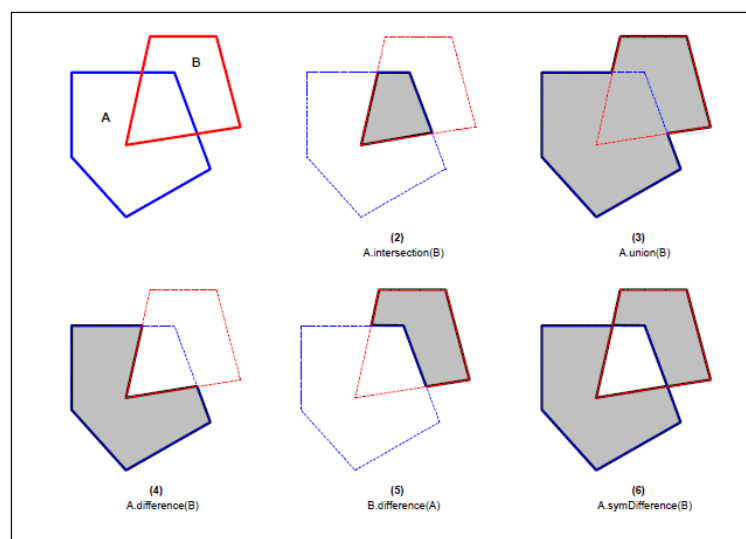 B
A
(2)
A.intersection(B)
(3)
A.union(B)
(4)
A.difference(B)
(5)
B.difference(A)
(6)
A.symDifference(B)